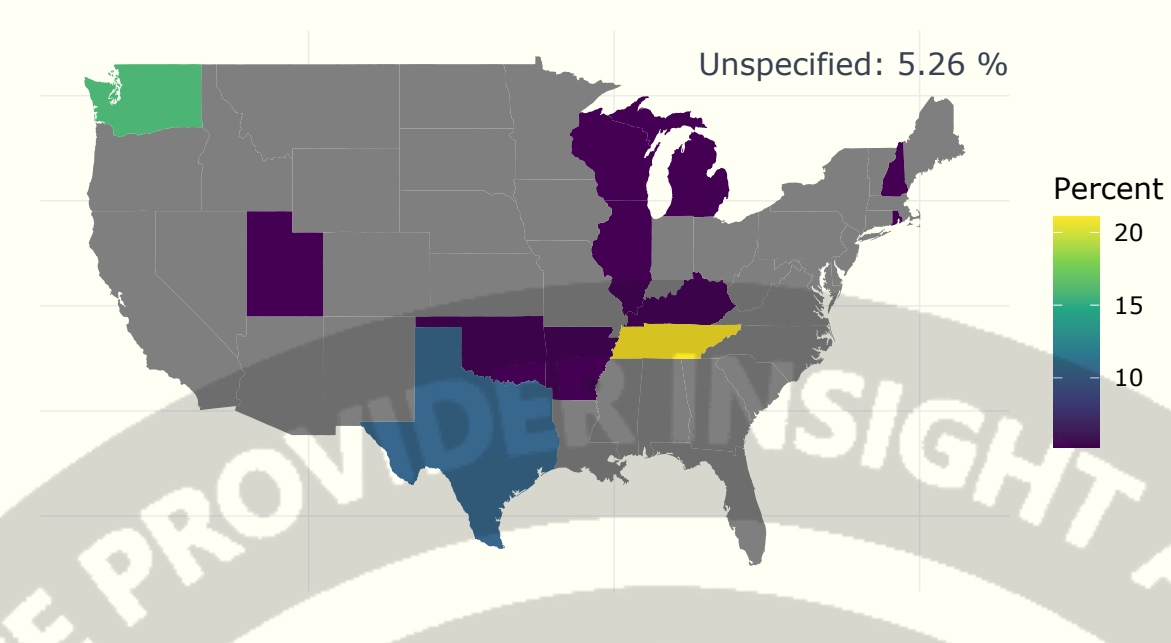 Unspecified: 5.26 %
Percent
20
15
10
E PROVIDER INSIGHT A